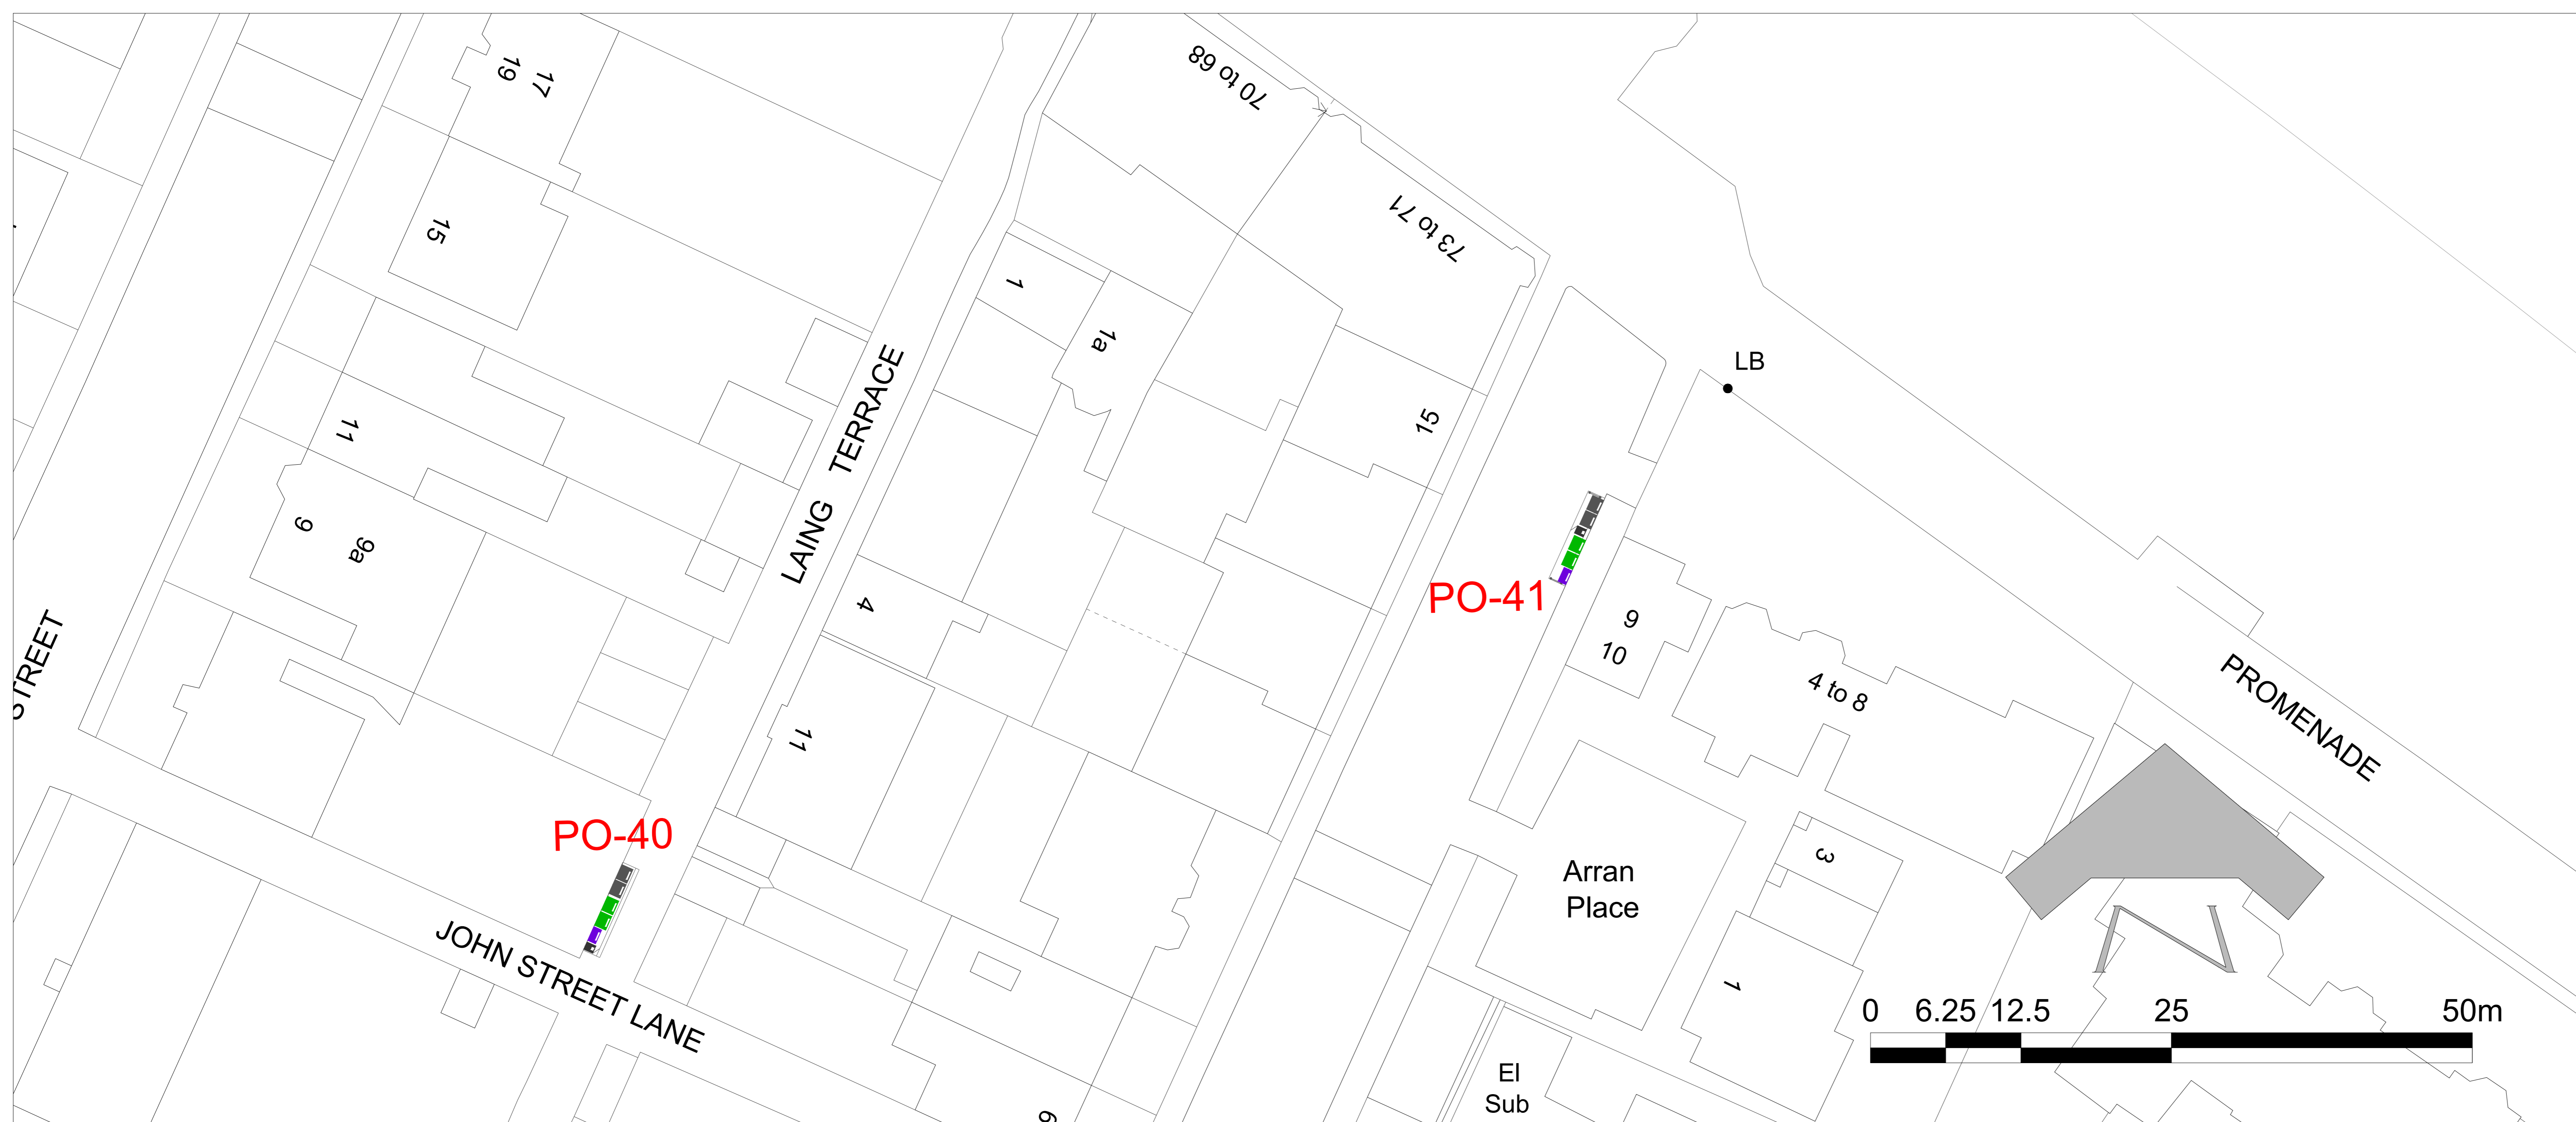 19
17
70 to 68
73 to 71
15
1
1a
LAING TERRACE
15
LB
11
9
9a
4
PO-41
9
10
4 to 8
STREET
PROMENADE
11
PO-40
Arran
Place
3
JOHN STREET LANE
1
N
0 6.25 12.5 25 50m
El
Sub